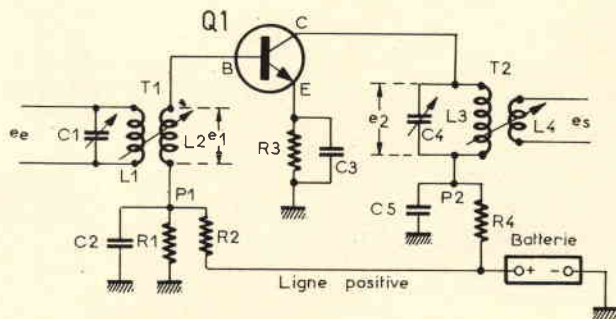 Q1
C
B
E
T1
T2
ee
C1
L1
L2
e1
R3
C3
e2
C4
L3
L4
es
P1
P2
C2
R1
R2
C5
R4
Batterie
+ -
Ligne positive